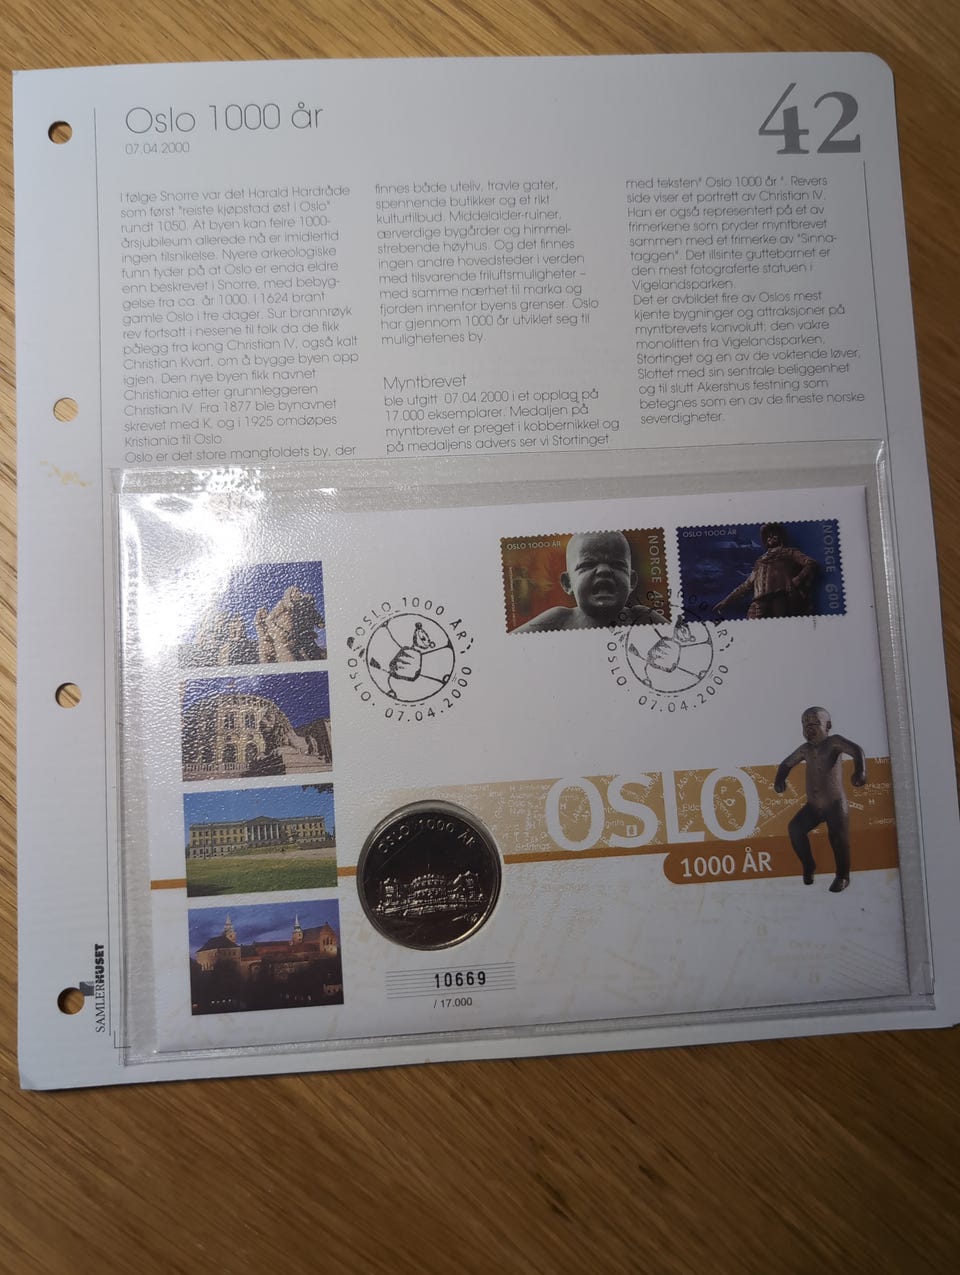 Oslo 1000 år
07.04.2000
42
I følge Snorre var det Harald Hardråde
som først "reiste kjøpstad øst i Oslo"
rundt 1050. At byen kan feire 1000-
årsjubileum allerede nå er imidlertid
ingen tilsnikelse. Nyere arkeologiske
funn tyder på at Oslo er enda eldre
enn beskrevet i Snorre, med bebyg-
gelse fra ca. år 1000. I 1624 brant
gamle Oslo i tre dager. Sur brannrøyk
rev fortsatt i nesene til folk da de fikk
pålegg fra kong Christian IV, også kalt
Christian Kvart, om å bygge byen opp
igjen. Den nye byen fikk navnet
Christiania etter grunnleggeren
Christian IV. Fra 1877 ble bynavnet
skrevet med K, og i 1925 omdøpes
Kristiania til Oslo.
Oslo er det store mangfoldets by, der
finnes både uteliv, travle gater,
spennende butikker og et rikt
kulturtilbud. Middelalder-ruiner,
ærverdige bygårder og himmel-
strebende høyhus. Og det finnes
ingen andre hovedsteder i verden
med tilsvarende friluftsmuligheter –
med samme nærhet til marka og
fjorden innenfor byens grenser. Oslo
har gjennom 1000 år utviklet seg til
mulighetenes by.
Myntbrevet
ble utgitt 07.04.2000 i et opplag på
17.000 eksemplarer. Medaljen på
myntbrevet er preget i kobbernikkel og
på medaljens advers ser vi Stortinget
med teksten" Oslo 1000 år ". Revers
side viser et portrett av Christian IV.
Han er også representert på et av
frimerkene som pryder myntbrevet
sammen med et frimerke av "Sinna-
taggen". Det illsinte guttebarnet er
den mest fotograferte statuen i
Vigelandsparken.
Det er avbildet fire av Oslos mest
kjente bygninger og attraksjoner på
myntbrevets konvolutt; den vakre
monolitten fra Vigelandsparken,
Stortinget og en av de voktende løver,
Slottet med sin sentrale beliggenhet
og til slutt Akershus festning som
betegnes som en av de fineste norske
severdigheter.
OSLO 1000 ÅR
NORGE
OSLO 1000 ÅR
NORGE 6.00
OSLO 1000 ÅR
OSLO · 07.04.2000
OSLO · 07.04.2000
OSLO
1000 ÅR
OSLO 1000 ÅR
10669
/ 17.000
SAMLERHUSET